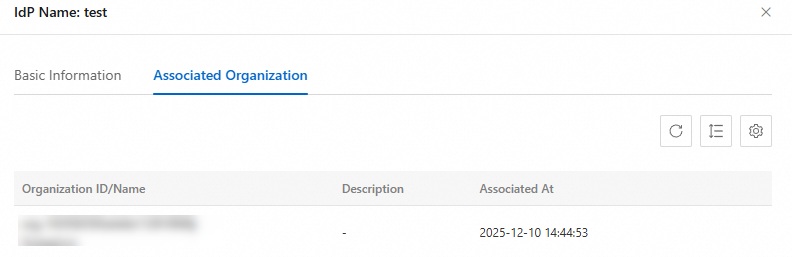 IdP Name: test
Basic Information Associated Organization
Organization ID/Name Description Associated At
- 2025-12-10 14:44:53